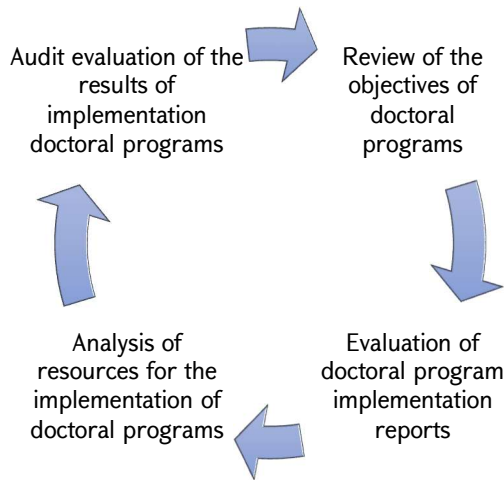 Audit evaluation of the
results of
implementation
doctoral programs
Review of the
objectives of
doctoral
programs
Evaluation of
doctoral program
implementation
reports
Analysis of
resources for the
implementation of
doctoral programs